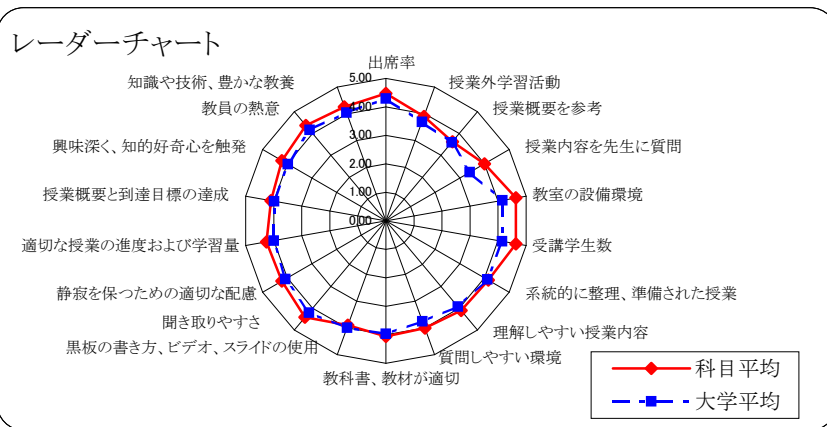 レーダーチャート
出席率
授業外学習活動
授業概要を参考
授業内容を先生に質問
教室の設備環境
受講学生数
系統的に整理、準備された授業
理解しやすい授業内容
質問しやすい環境
教科書、教材が適切
黒板の書き方、ビデオ、スライドの使用
聞き取りやすさ
静寂を保つための適切な配慮
適切な授業の進度および学習量
授業概要と到達目標の達成
興味深く、知的好奇心を触発
教員の熱意
知識や技術、豊かな教養
5.00
4.00
3.00
2.00
1.00
0.00
科目平均
大学平均